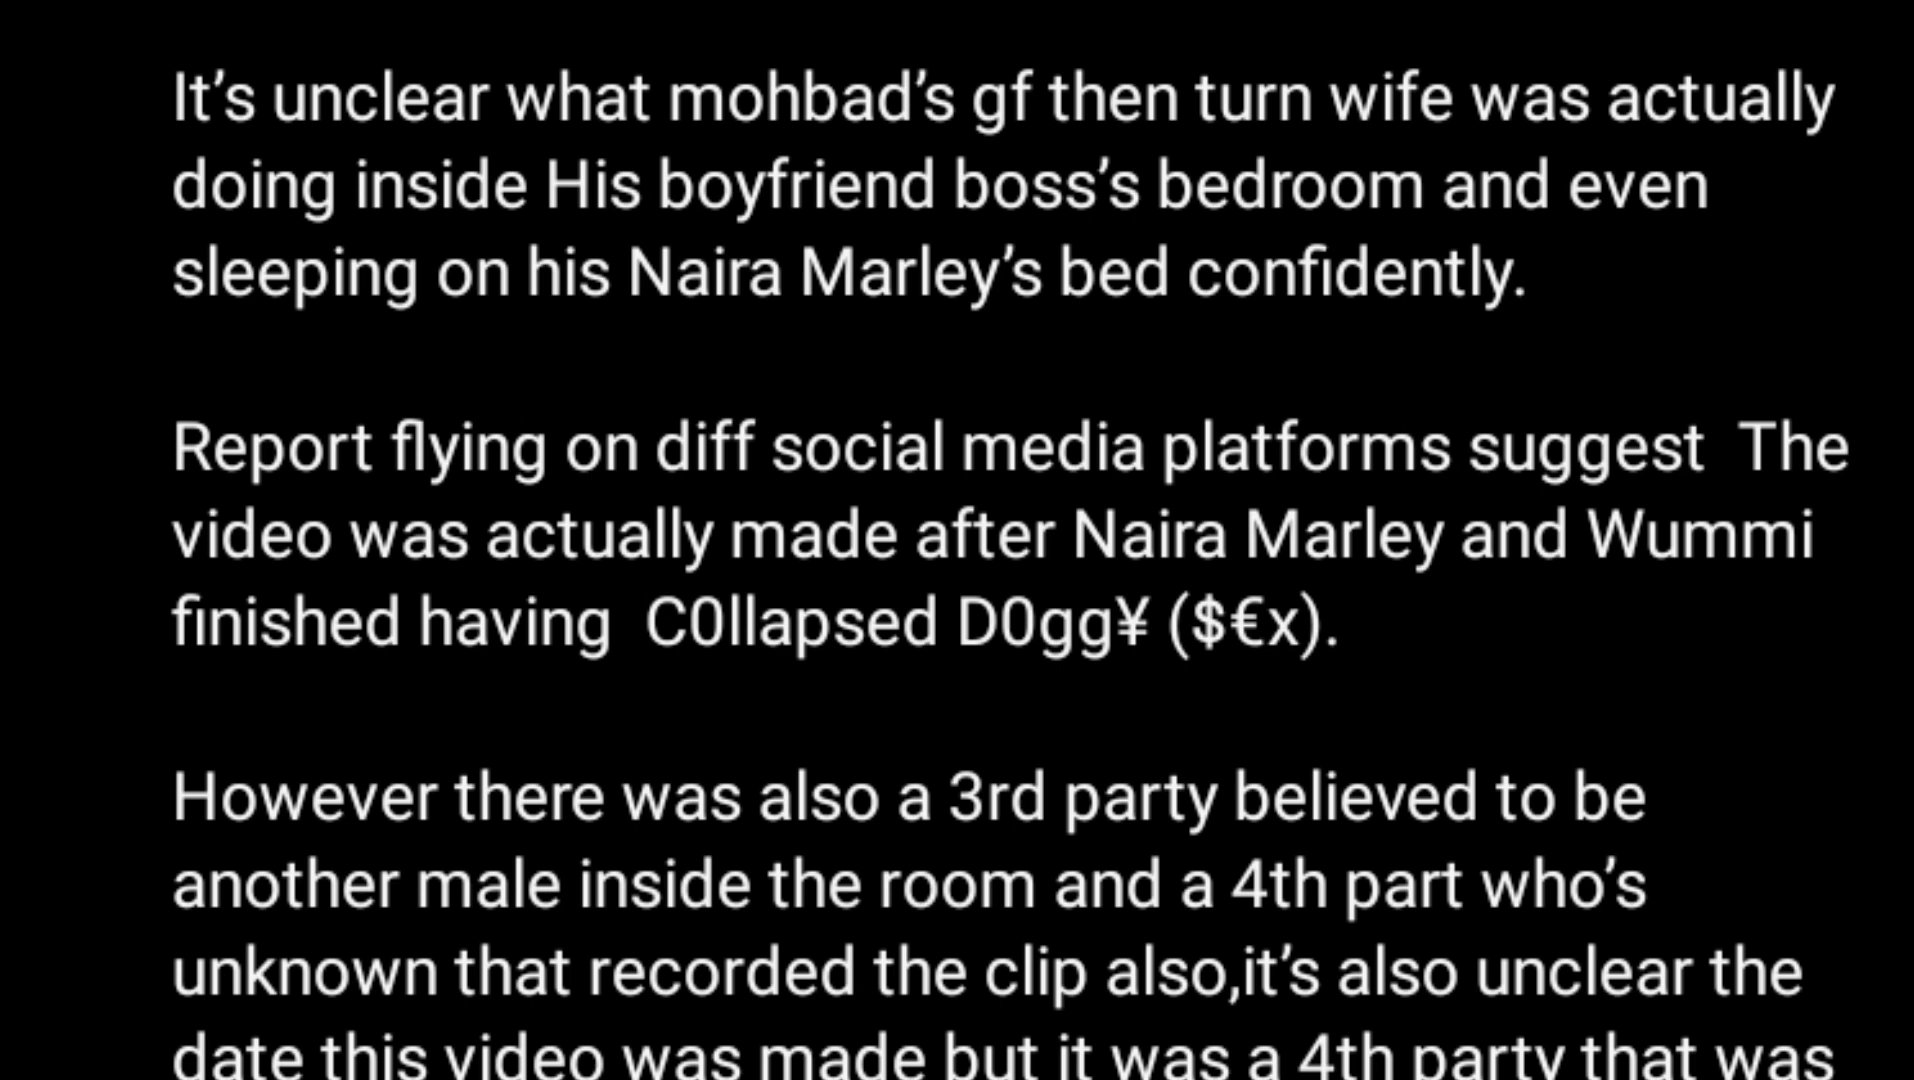 It’s unclear what mohbad’s gf then turn wife was actually
doing inside His boyfriend boss’s bedroom and even
sleeping on his Naira Marley’s bed confidently.
Report flying on diff social media platforms suggest  The
video was actually made after Naira Marley and Wummi
finished having  C0llapsed D0gg¥ ($€x).
However there was also a 3rd party believed to be
another male inside the room and a 4th part who’s
unknown that recorded the clip also,it’s also unclear the
date this video was made but it was a 4th party that was